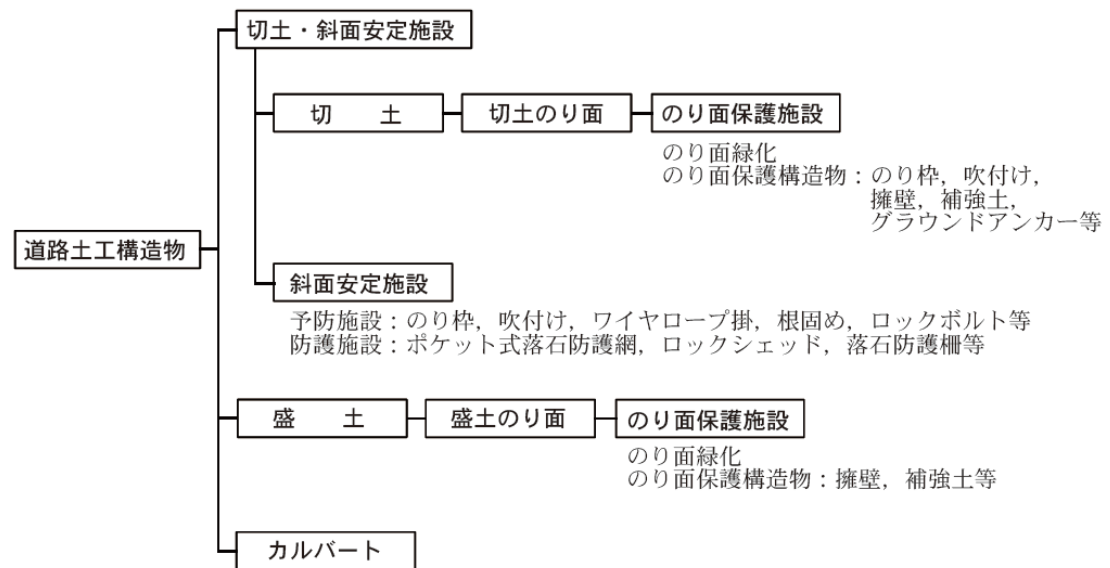 切土・斜面安定施設
切　　土
切土のり面
のり面保護施設
のり面緑化
のり面保護構造物：のり枠，吹付け，
擁壁，補強土，
グラウンドアンカー等
道路土工構造物
斜面安定施設
予防施設：のり枠，吹付け，ワイヤロープ掛，根固め，ロックボルト等
防護施設：ポケット式落石防護網，ロックシェッド，落石防護柵等
盛　　土
盛土のり面
のり面保護施設
のり面緑化
のり面保護構造物：擁壁，補強土等
カルバート